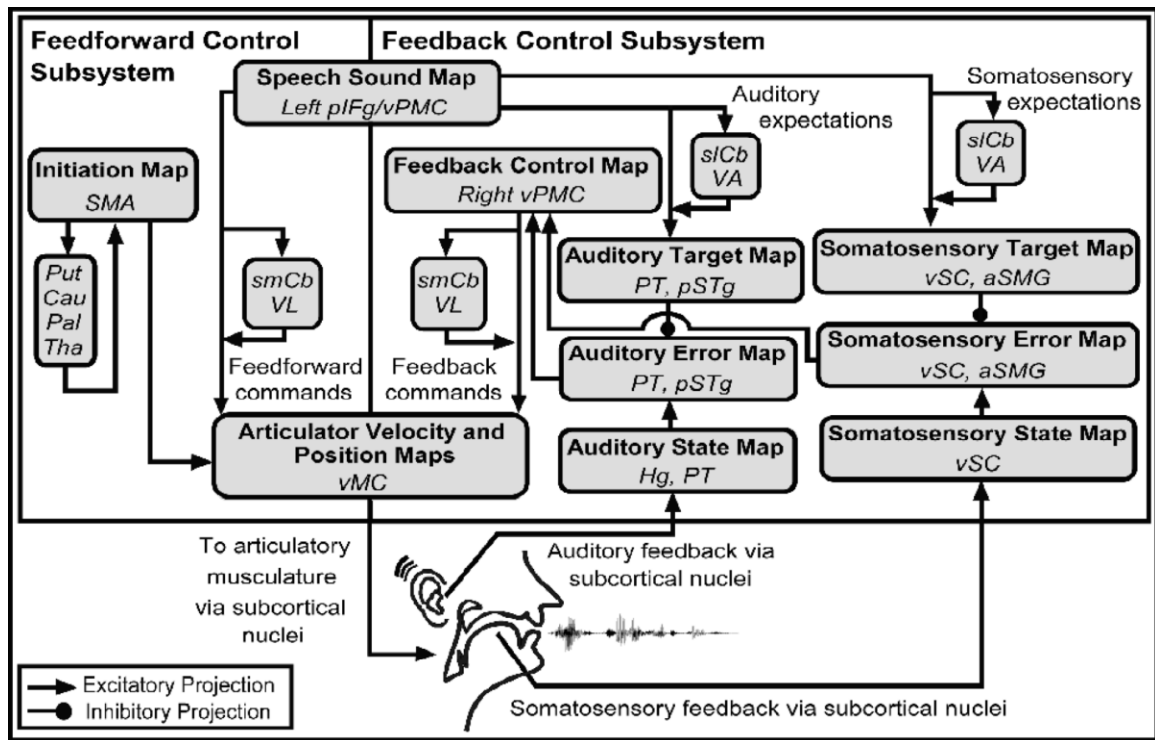 Feedforward Control
Subsystem
Feedback Control Subsystem
Speech Sound Map
Left pIFg/vPMC
Auditory
expectations
Somatosensory
expectations
slCb
VA
slCb
VA
Initiation Map
SMA
Feedback Control Map
Right vPMC
Put
Cau
Pal
Tha
smCb
VL
smCb
VL
Auditory Target Map
PT, pSTg
Somatosensory Target Map
vSC, aSMG
Feedforward
commands
Feedback
commands
Auditory Error Map
PT, pSTg
Somatosensory Error Map
vSC, aSMG
Articulator Velocity and
Position Maps
vMC
Auditory State Map
Hg, PT
Somatosensory State Map
vSC
To articulatory
musculature
via subcortical
nuclei
Auditory feedback via
subcortical nuclei
Excitatory Projection
Inhibitory Projection
Somatosensory feedback via subcortical nuclei